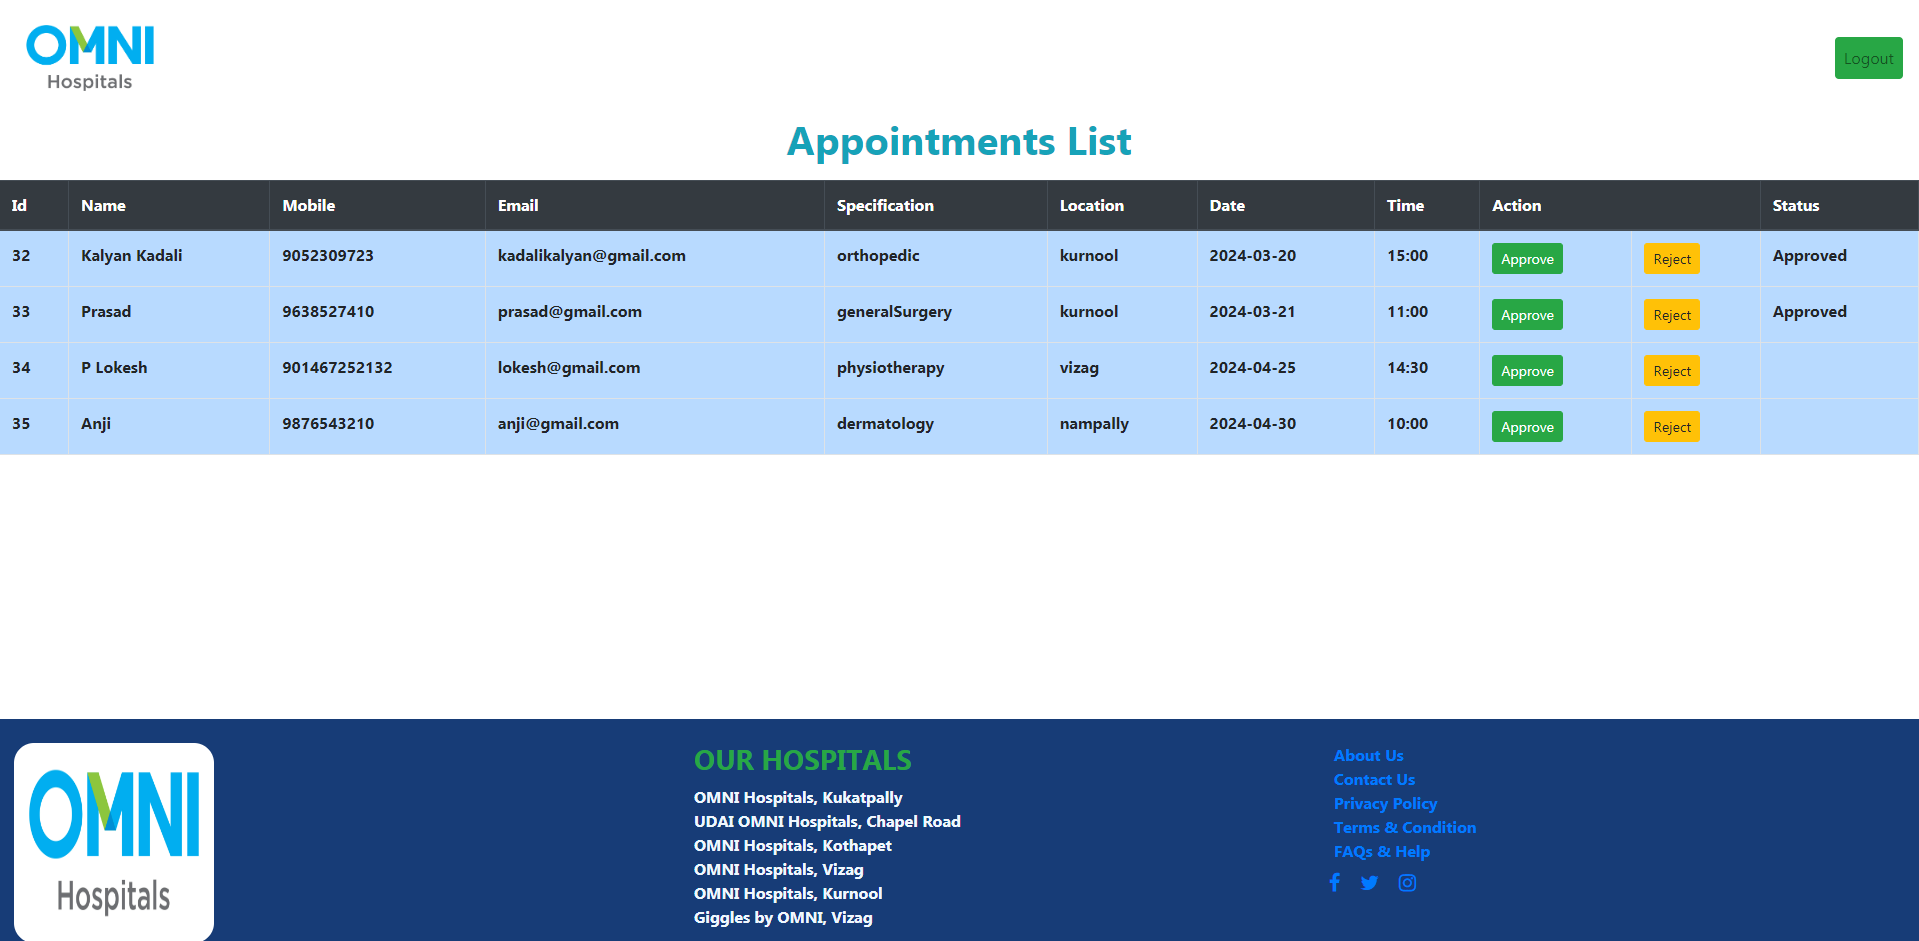 OMNI
Hospitals
Logout
Appointments List
Id Name Mobile Email Specification Location Date Time Action Status
32 Kalyan Kadali 9052309723 kadalikalyan@gmail.com orthopedic kurnool 2024-03-20 15:00 Approve Reject Approved
33 Prasad 9638527410 prasad@gmail.com generalSurgery kurnool 2024-03-21 11:00 Approve Reject Approved
34 P Lokesh 901467252132 lokesh@gmail.com physiotherapy vizag 2024-04-25 14:30 Approve Reject
35 Anji 9876543210 anji@gmail.com dermatology nampally 2024-04-30 10:00 Approve Reject
OMNI
Hospitals
OUR HOSPITALS
OMNI Hospitals, Kukatpally
UDAI OMNI Hospitals, Chapel Road
OMNI Hospitals, Kothapet
OMNI Hospitals, Vizag
OMNI Hospitals, Kurnool
Giggles by OMNI, Vizag
About Us
Contact Us
Privacy Policy
Terms & Condition
FAQs & Help